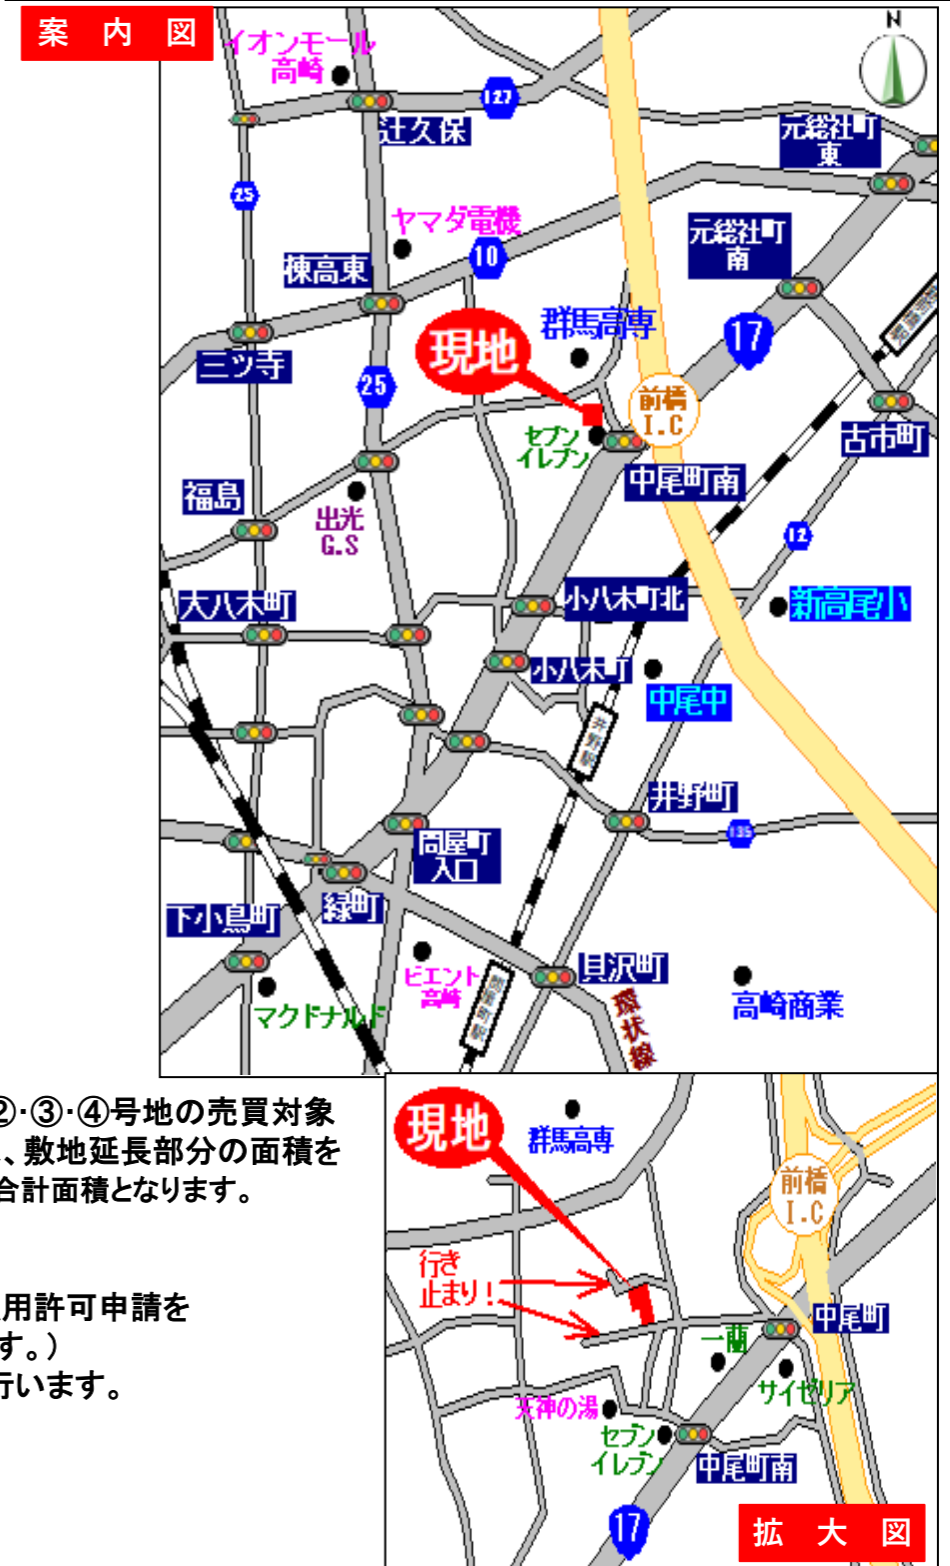 案内図
N
イオンモール
高崎
127
辻久保
元総社町
東
25
ヤマダ電機
10
元総社町
南
棟高東
群馬高専
17
現地
三ツ寺
25
前橋
I.C
セブン
イレブン
古市町
中尾町南
福島
出光
G.S
12
大八木町
小八木町北
新高尾小
小八木町
中尾中
井野駅
井野町
135
問屋町
入口
緑町
下小鳥町
貝沢町
ビエント
高崎
高崎商業
マクドナルド
環状線
②・③・④号地の売買対象
、敷地延長部分の面積を
合計面積となります。
用許可申請を
す。）
行います。
現地
群馬高専
前橋
I.C
行き
止まり！
中尾町
一蘭
サイゼリア
天神の湯
セブン
イレブン
中尾町南
17
拡大図